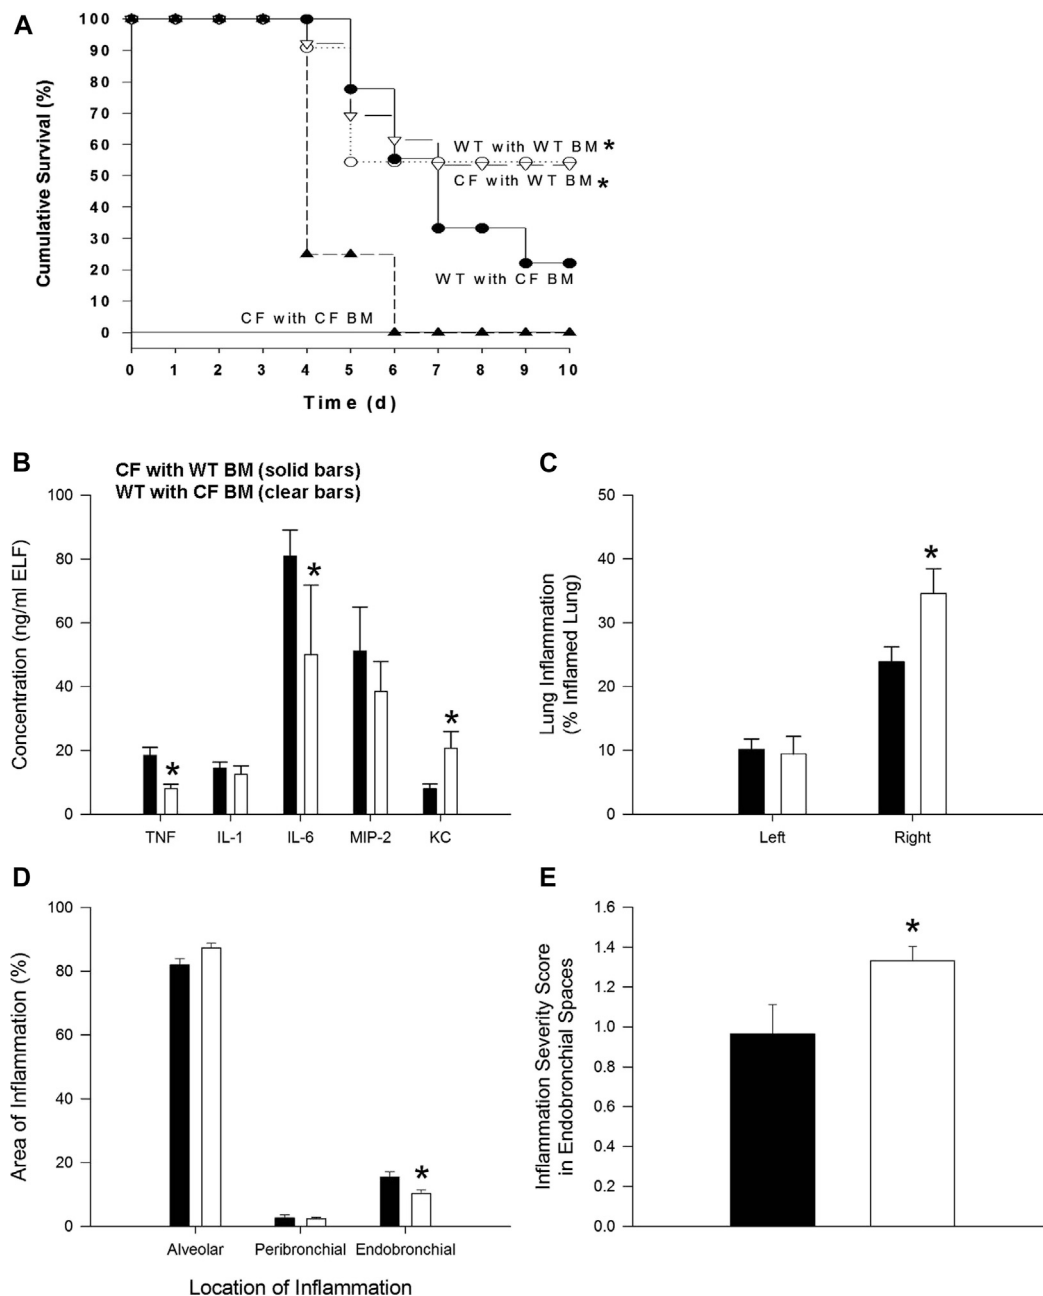 A
100
90
80
70
60
50
40
30
20
10
0
Cumulative Survival (%)
WT with WT BM *
CF with WT BM *
WT with CF BM
CF with CF BM
0 1 2 3 4 5 6 7 8 9 10
Time (d)
B
CF with WT BM (solid bars)
WT with CF BM (clear bars)
100
80
60
40
20
0
Concentration (ng/ml ELF)
* * *
TNF IL-1 IL-6 MIP-2 KC
C
50
40
30
20
10
0
Lung Inflammation
(% Inflamed Lung)
*
Left Right
D
100
80
60
40
20
0
Area of Inflammation (%)
*
Alveolar Peribronchial Endobronchial
Location of Inflammation
E
1.6
1.4
1.2
1.0
0.8
0.6
0.4
0.2
0.0
Inflammation Severity Score
in Endobronchial Spaces
*